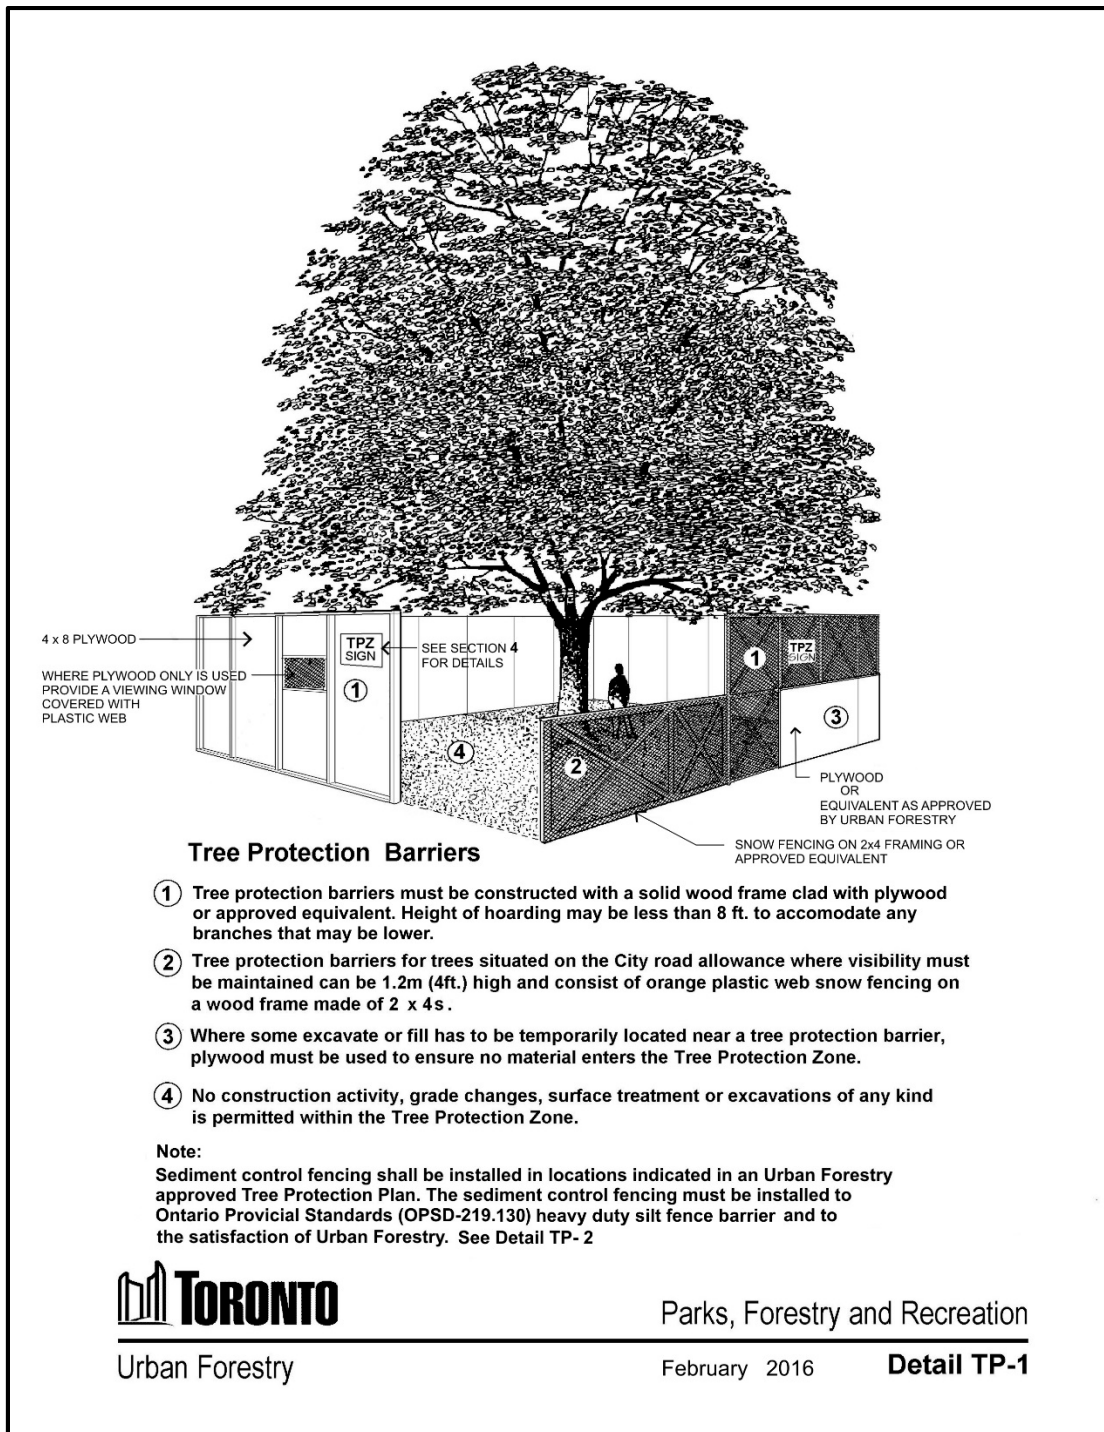 4 x 8 PLYWOOD
WHERE PLYWOOD ONLY IS USED
PROVIDE A VIEWING WINDOW
COVERED WITH
PLASTIC WEB
TPZ
SIGN
SEE SECTION 4
FOR DETAILS
1
4
2
1
TPZ
SIGN
3
PLYWOOD
OR
EQUIVALENT AS APPROVED
BY URBAN FORESTRY
SNOW FENCING ON 2x4 FRAMING OR
APPROVED EQUIVALENT
Tree Protection Barriers
1 Tree protection barriers must be constructed with a solid wood frame clad with plywood
or approved equivalent. Height of hoarding may be less than 8 ft. to accomodate any
branches that may be lower.
2 Tree protection barriers for trees situated on the City road allowance where visibility must
be maintained can be 1.2m (4ft.) high and consist of orange plastic web snow fencing on
a wood frame made of 2 x 4s.
3 Where some excavate or fill has to be temporarily located near a tree protection barrier,
plywood must be used to ensure no material enters the Tree Protection Zone.
4 No construction activity, grade changes, surface treatment or excavations of any kind
is permitted within the Tree Protection Zone.
Note:
Sediment control fencing shall be installed in locations indicated in an Urban Forestry
approved Tree Protection Plan. The sediment control fencing must be installed to
Ontario Provicial Standards (OPSD-219.130) heavy duty silt fence barrier and to
the satisfaction of Urban Forestry. See Detail TP- 2
TORONTO
Parks, Forestry and Recreation
Urban Forestry
February 2016
Detail TP-1